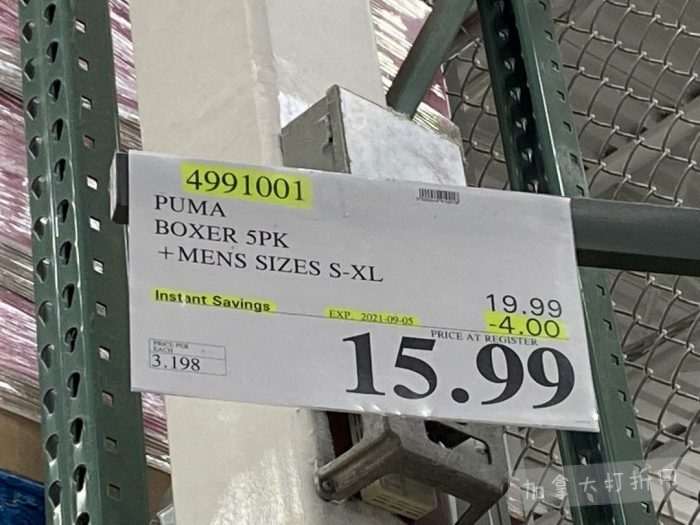 4991001
PUMA
BOXER 5PK
+MENS SIZES S-XL
Instant Savings
EXP. 2021-09-05
19.99
-4.00
PRICE AT REGISTER
15.99
PRICE PER
EACH
3.198
加拿大打折网